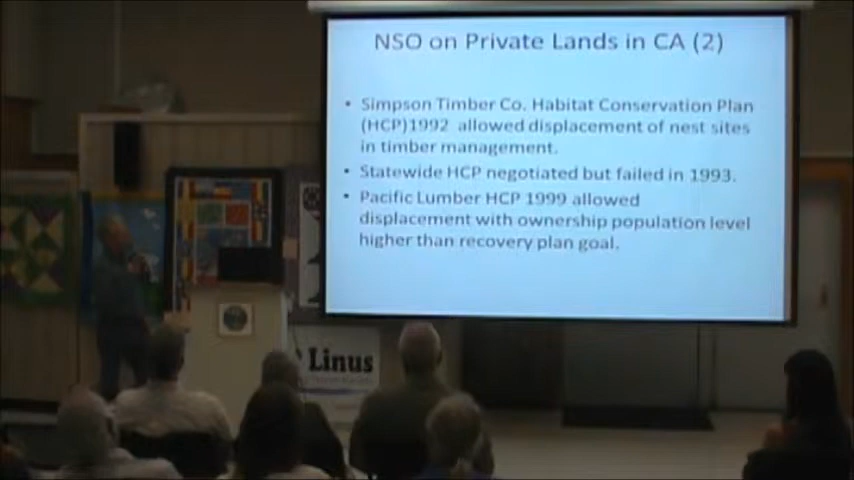 NSO on Private Lands in CA (2)
• Simpson Timber Co. Habitat Conservation Plan
(HCP)1992 allowed displacement of nest sites
in timber management.
• Statewide HCP negotiated but failed in 1993.
• Pacific Lumber HCP 1999 allowed
displacement with ownership population level
higher than recovery plan goal.
Linus